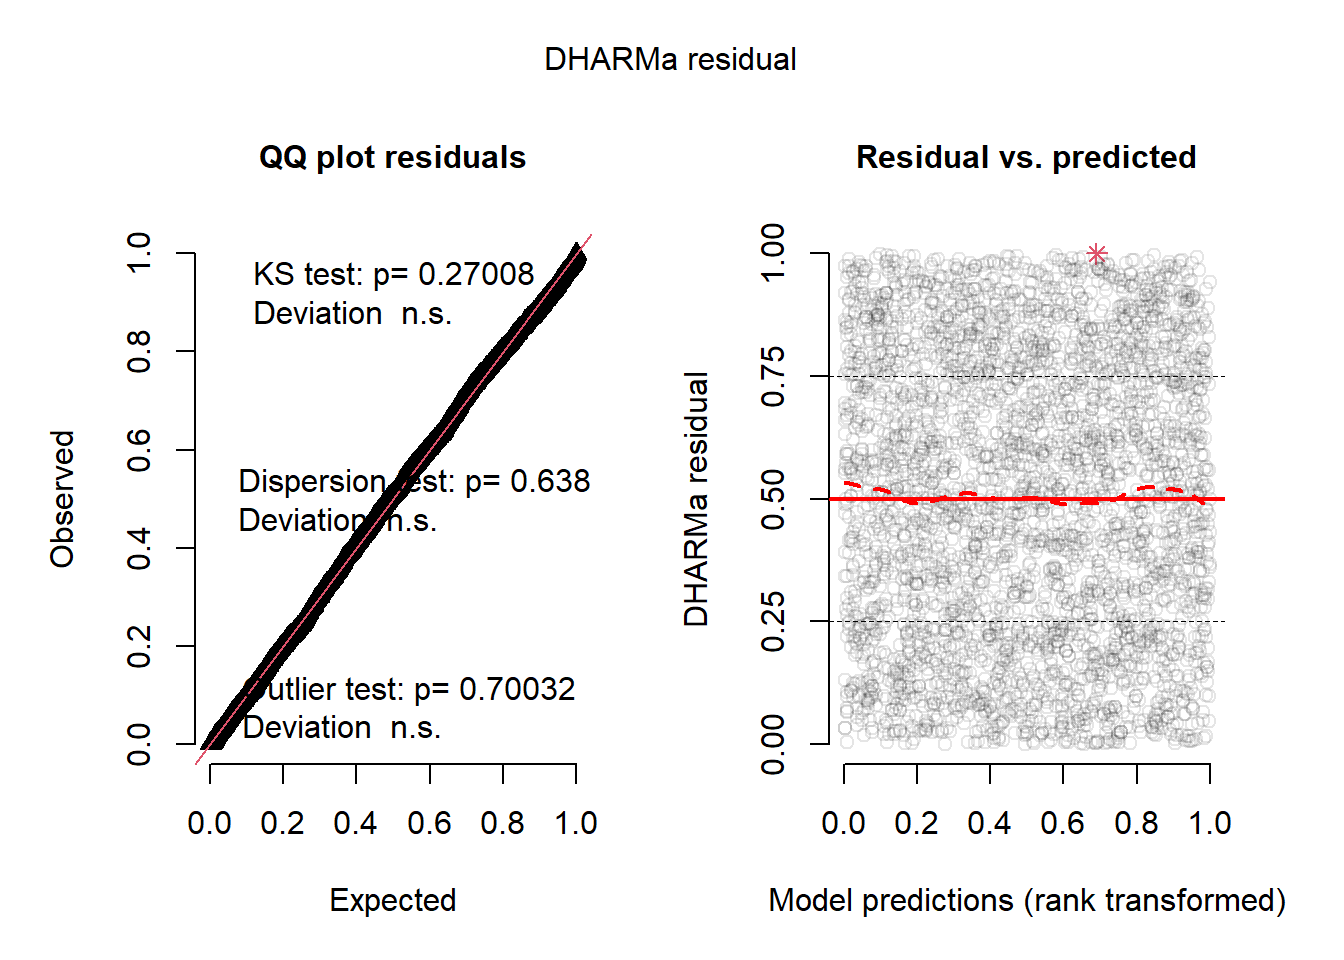 DHARMa residual
QQ plot residuals
KS test: p= 0.27008
Deviation n.s.
Dispersion test: p= 0.638
Deviation n.s.
Outlier test: p= 0.70032
Deviation n.s.
Observed
0.0 0.2 0.4 0.6 0.8 1.0
0.0 0.2 0.4 0.6 0.8 1.0
Expected
Residual vs. predicted
DHARMa residual
0.00 0.25 0.50 0.75 1.00
0.0 0.2 0.4 0.6 0.8 1.0
Model predictions (rank transformed)